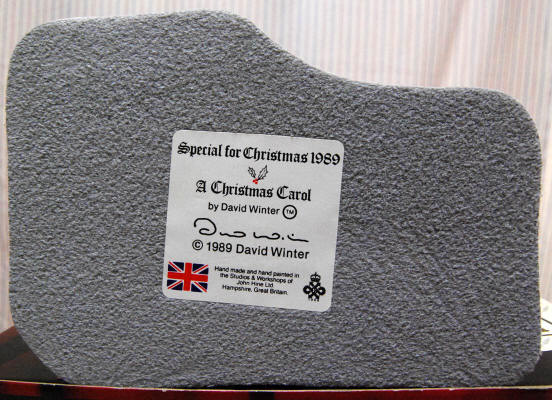 Special for Christmas 1989
A Christmas Carol
by David Winter TM
© 1989 David Winter
Hand made and hand painted in
the Studios & Workshops of
John Hine Ltd.
Hampshire, Great Britain.